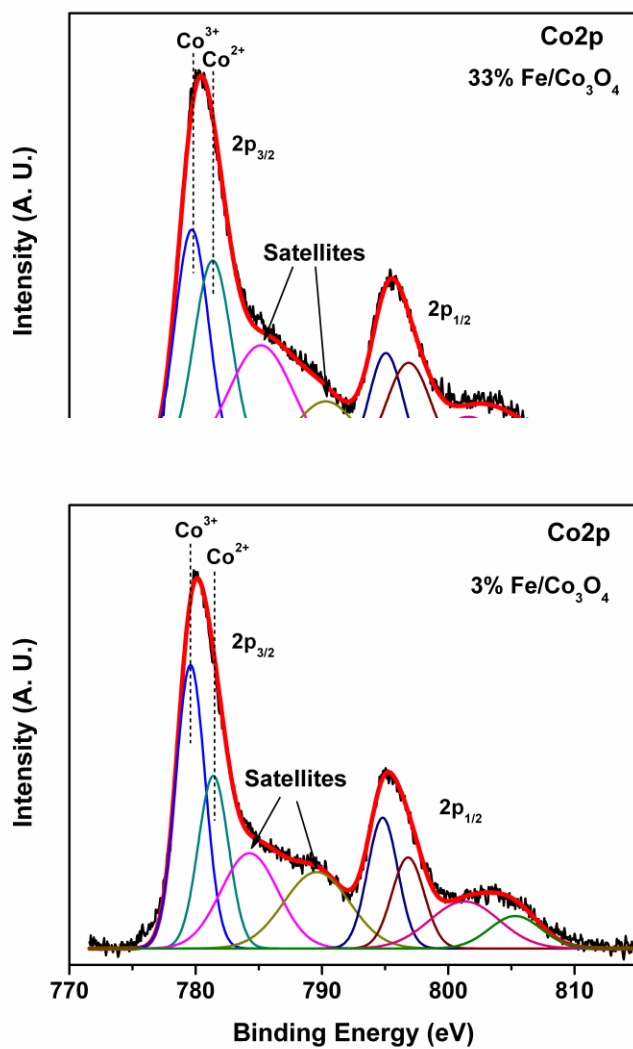 Co³⁺
Co²⁺
Co2p
33% Fe/Co₃O₄
2p₃/₂
Satellites
2p₁/₂
Intensity (A. U.)
Co³⁺
Co²⁺
Co2p
3% Fe/Co₃O₄
2p₃/₂
Satellites
2p₁/₂
Intensity (A. U.)
770 780 790 800 810
Binding Energy (eV)